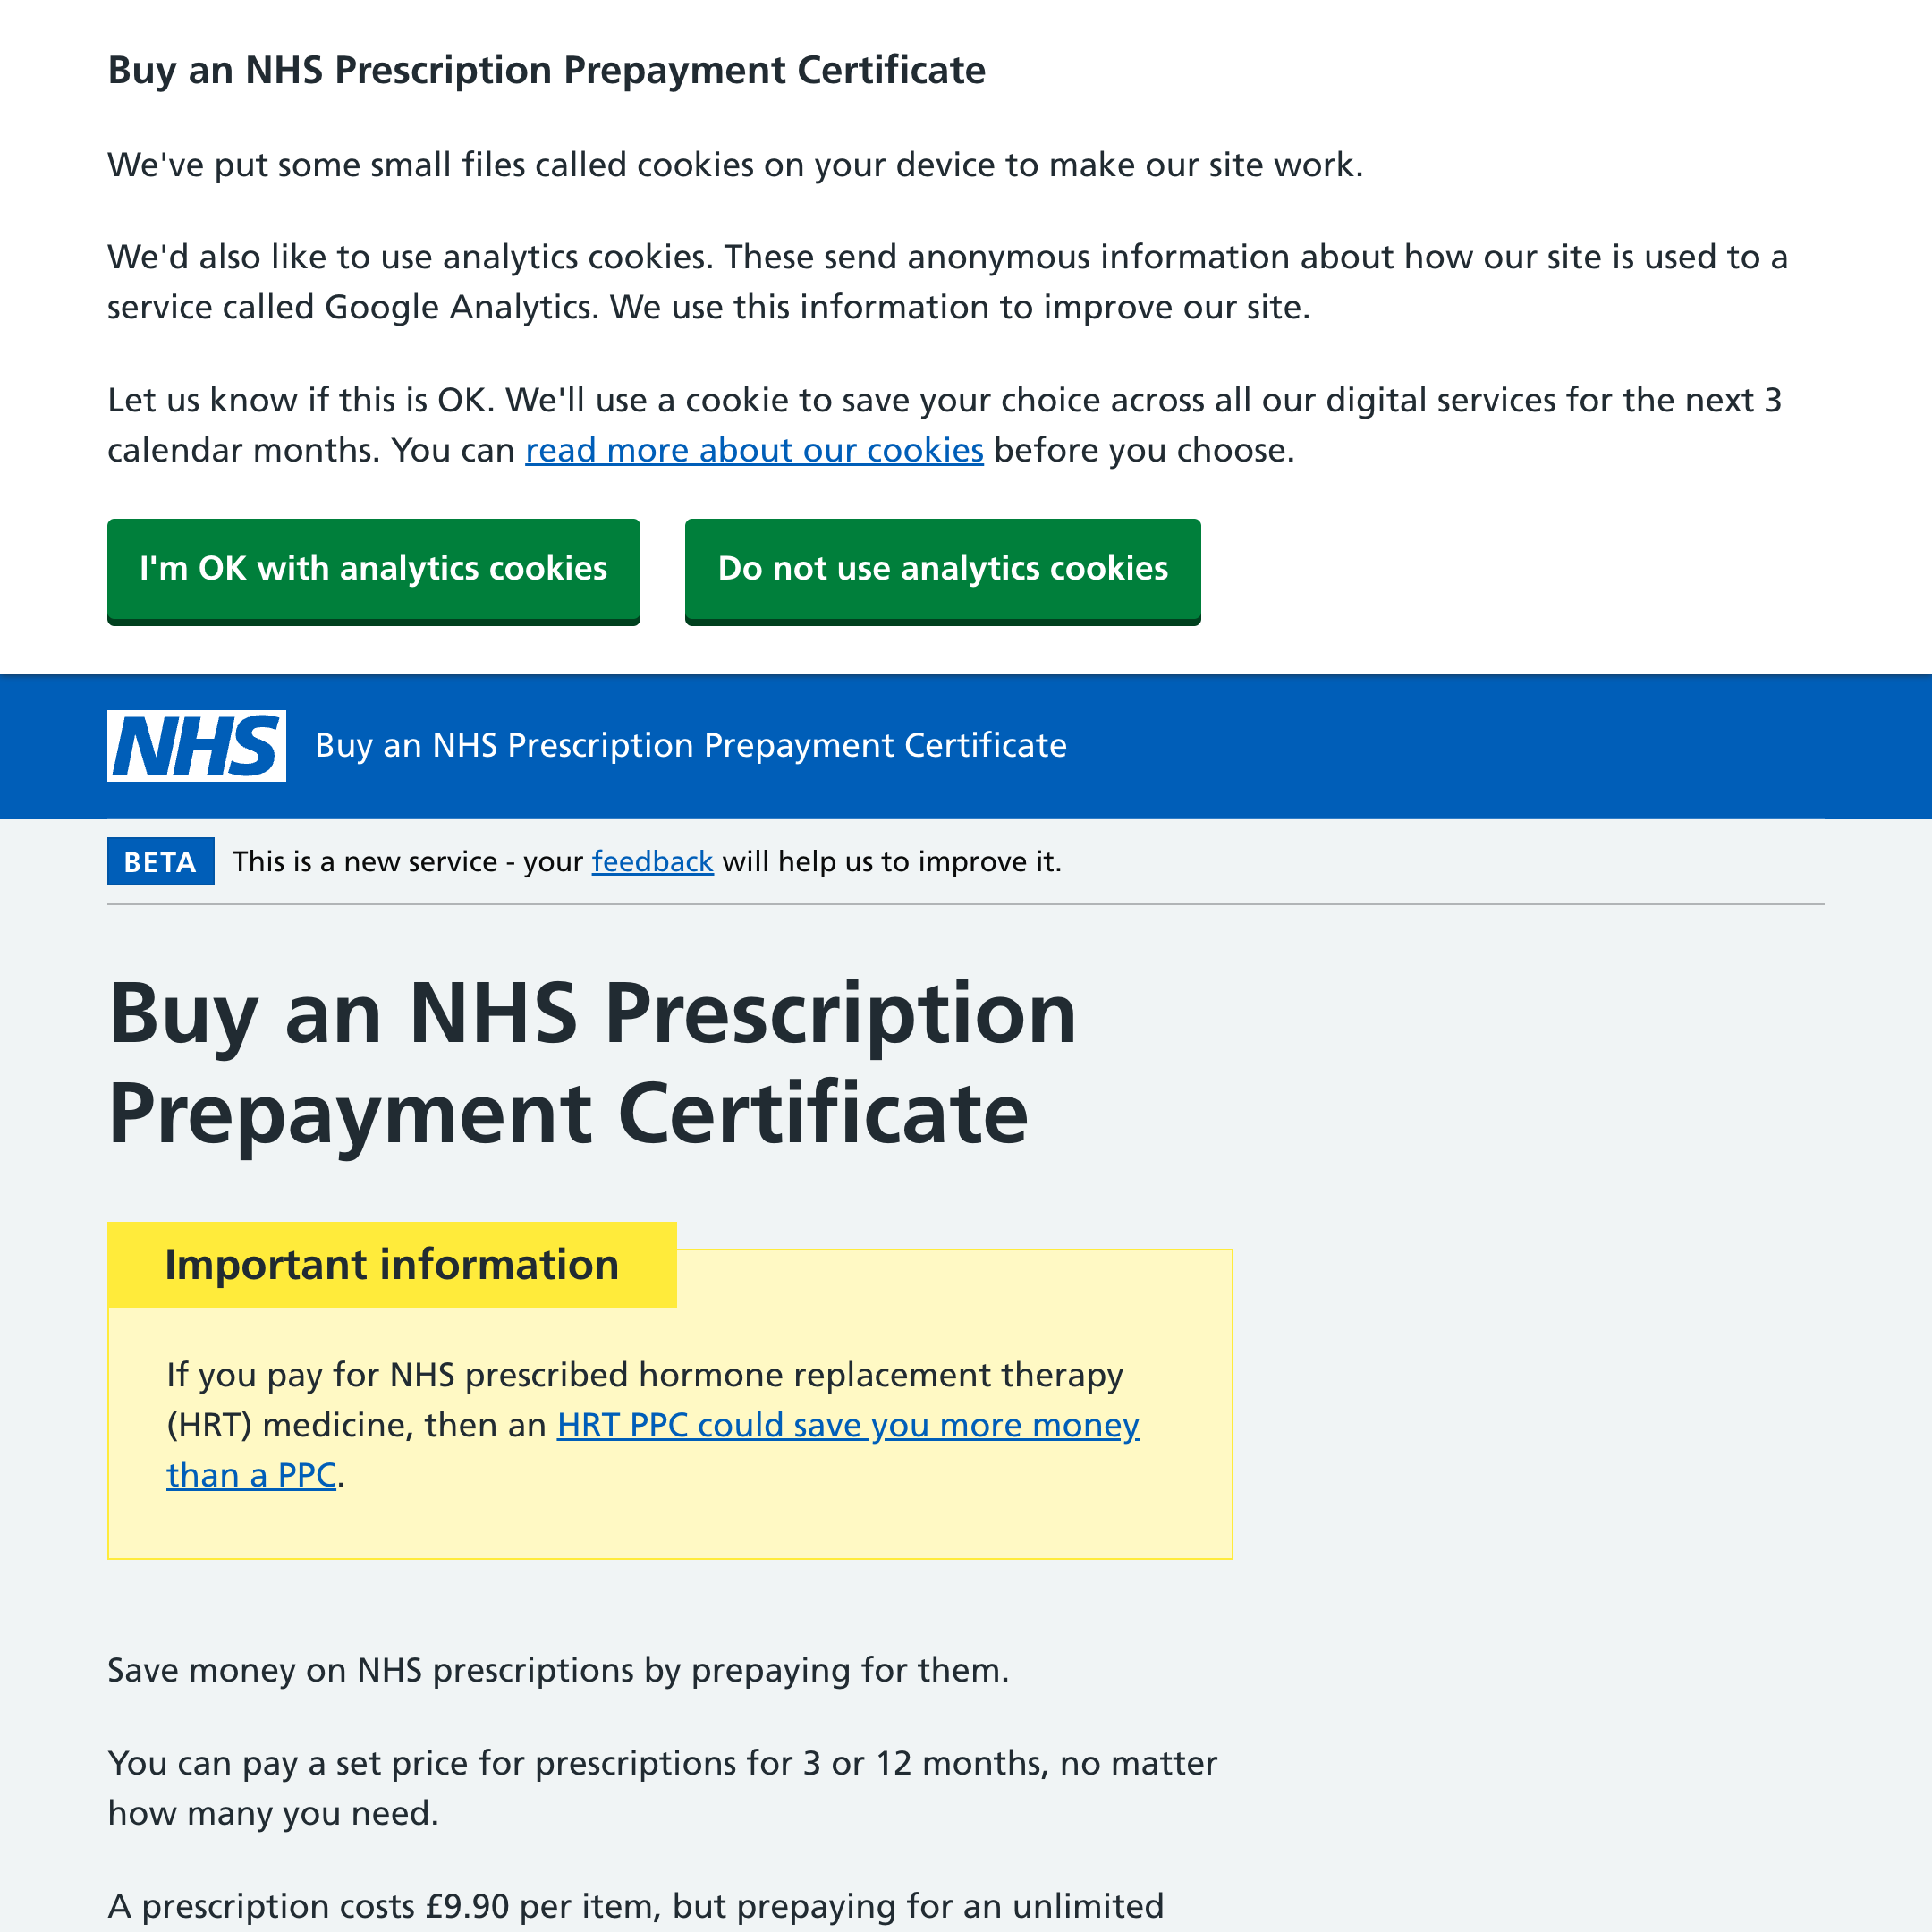 Buy an NHS Prescription Prepayment Certificate
We've put some small files called cookies on your device to make our site work.
We'd also like to use analytics cookies. These send anonymous information about how our site is used to a
service called Google Analytics. We use this information to improve our site.
Let us know if this is OK. We'll use a cookie to save your choice across all our digital services for the next 3
calendar months. You can read more about our cookies before you choose.
I'm OK with analytics cookies
Do not use analytics cookies
NHS
Buy an NHS Prescription Prepayment Certificate
BETA
This is a new service - your feedback will help us to improve it.
Buy an NHS Prescription
Prepayment Certificate
Important information
If you pay for NHS prescribed hormone replacement therapy
(HRT) medicine, then an HRT PPC could save you more money
than a PPC.
Save money on NHS prescriptions by prepaying for them.
You can pay a set price for prescriptions for 3 or 12 months, no matter
how many you need.
A prescription costs £9.90 per item, but prepaying for an unlimited